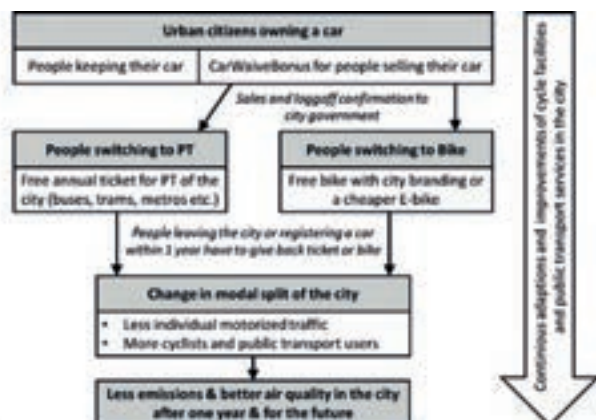 Urban citizens owning a car
People keeping their car
CarWaiveBonus for people selling their car
Sales and loggoff confirmation to
city government
People switching to PT
Free annual ticket for PT of the
city (buses, trams, metros etc.)
People switching to Bike
Free bike with city branding or
a cheaper E-bike
People leaving the city or registering a car
within 1 year have to give back ticket or bike
Change in modal split of the city
• Less individual motorized traffic
• More cyclists and public transport users
Less emissions & better air quality in the city
after one year & for the future
Continious adaptions and improvements of cycle facilities
and public transport services in the city